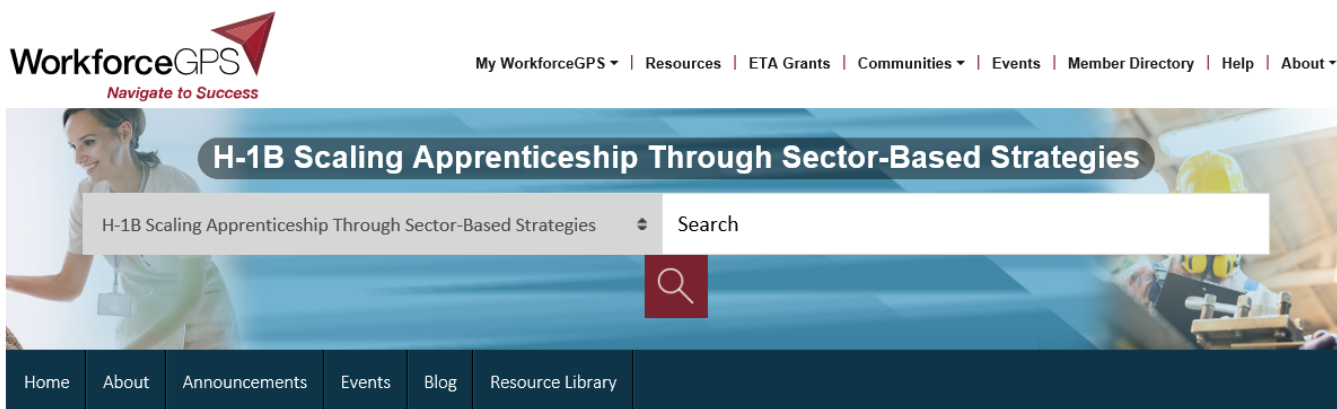 WorkforceGPS
Navigate to Success
My WorkforceGPS | Resources | ETA Grants | Communities | Events | Member Directory | Help | About
H-1B Scaling Apprenticeship Through Sector-Based Strategies
H-1B Scaling Apprenticeship Through Sector-Based Strategies Search
Home About Announcements Events Blog Resource Library